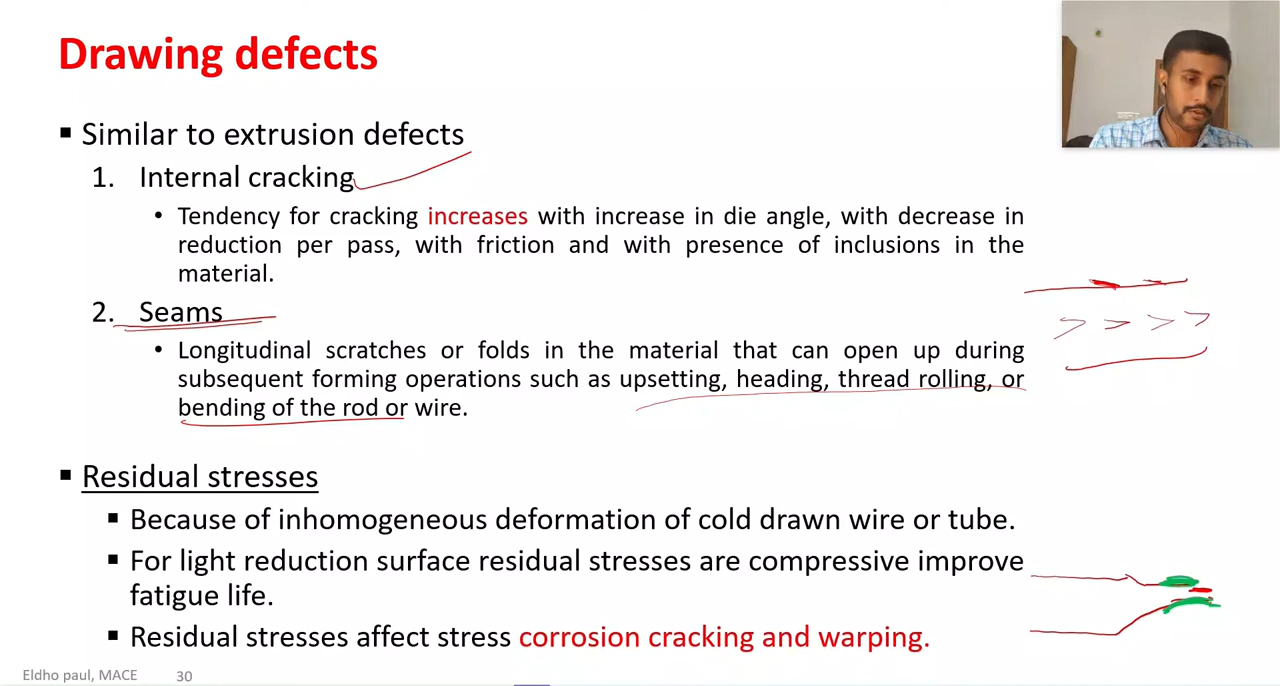 Drawing defects
▪ Similar to extrusion defects
1. Internal cracking
• Tendency for cracking increases with increase in die angle, with decrease in
reduction per pass, with friction and with presence of inclusions in the
material.
2. Seams
• Longitudinal scratches or folds in the material that can open up during
subsequent forming operations such as upsetting, heading, thread rolling, or
bending of the rod or wire.
▪ Residual stresses
▪ Because of inhomogeneous deformation of cold drawn wire or tube.
▪ For light reduction surface residual stresses are compressive improve
fatigue life.
▪ Residual stresses affect stress corrosion cracking and warping.
Eldho paul, MACE 30